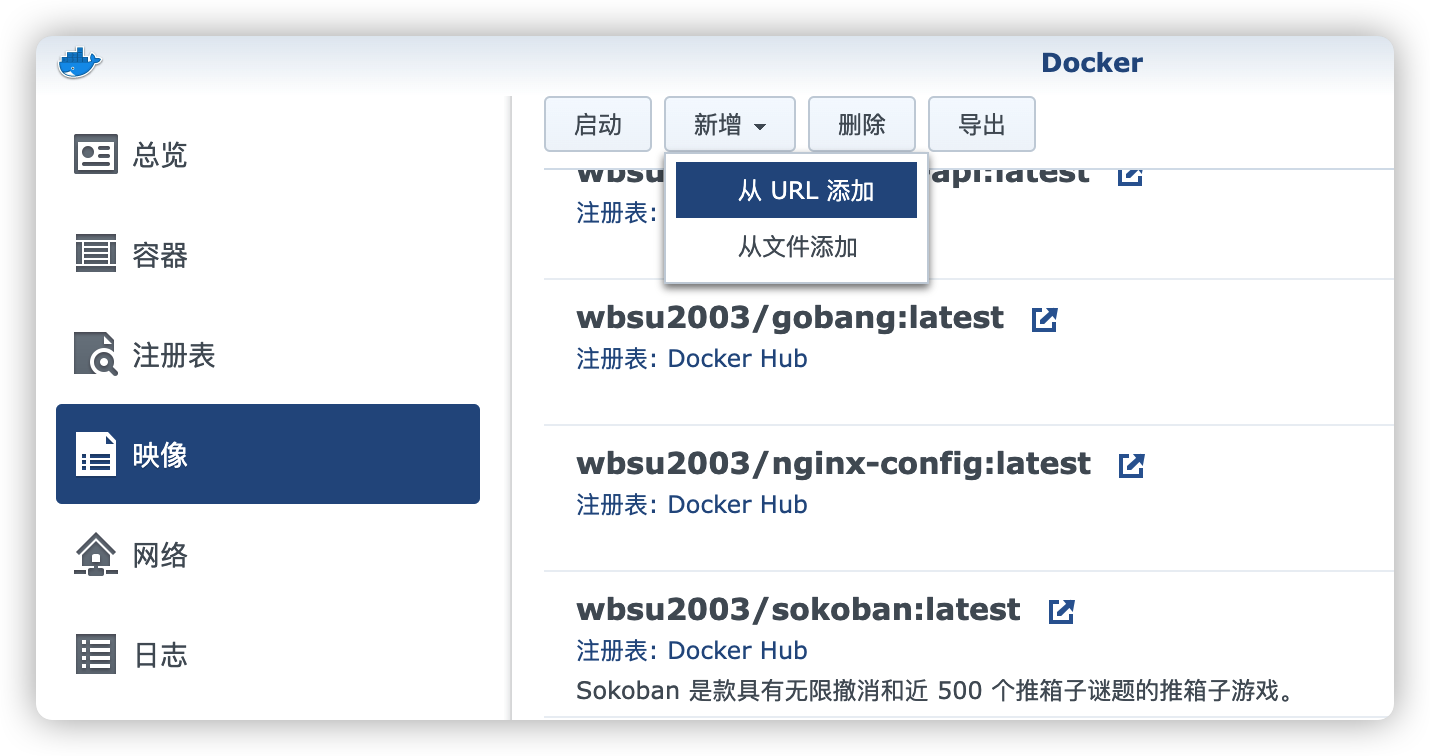 Docker
总览
容器
注册表
映像
网络
日志
启动
新增
删除
导出
从 URL 添加
从文件添加
wbsu
-api:latest
注册表:
wbsu2003/gobang:latest
注册表: Docker Hub
wbsu2003/nginx-config:latest
注册表: Docker Hub
wbsu2003/sokoban:latest
注册表: Docker Hub
Sokoban 是款具有无限撤消和近 500 个推箱子谜题的推箱子游戏。